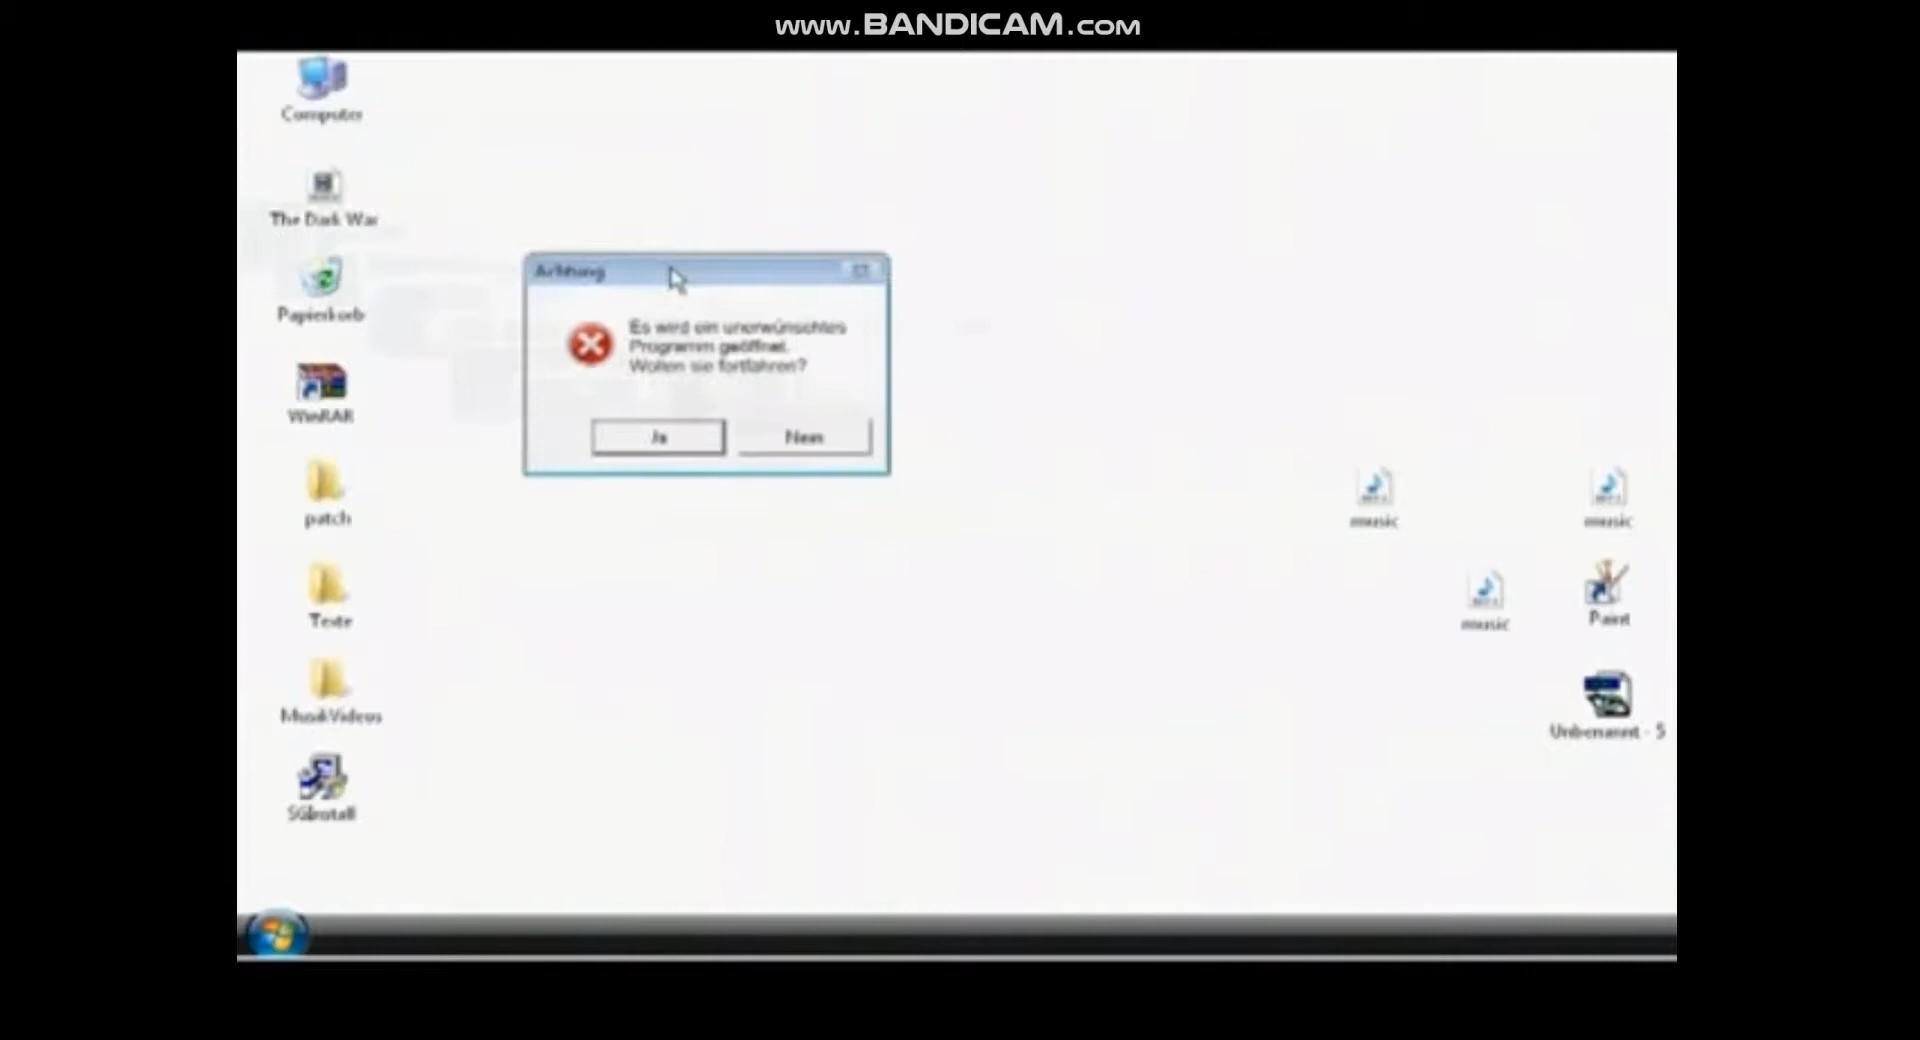 www.BANDICAM.com
Computer
The Dark War
Papierkorb
WinRAR
patch
Texte
MusikVideos
Achtung
Es wird ein unerwünschtes
Programm geöffnet.
Wollen sie fortfahren?
Ja
Nein
music
music
music
Paint
Unbenannt - 5